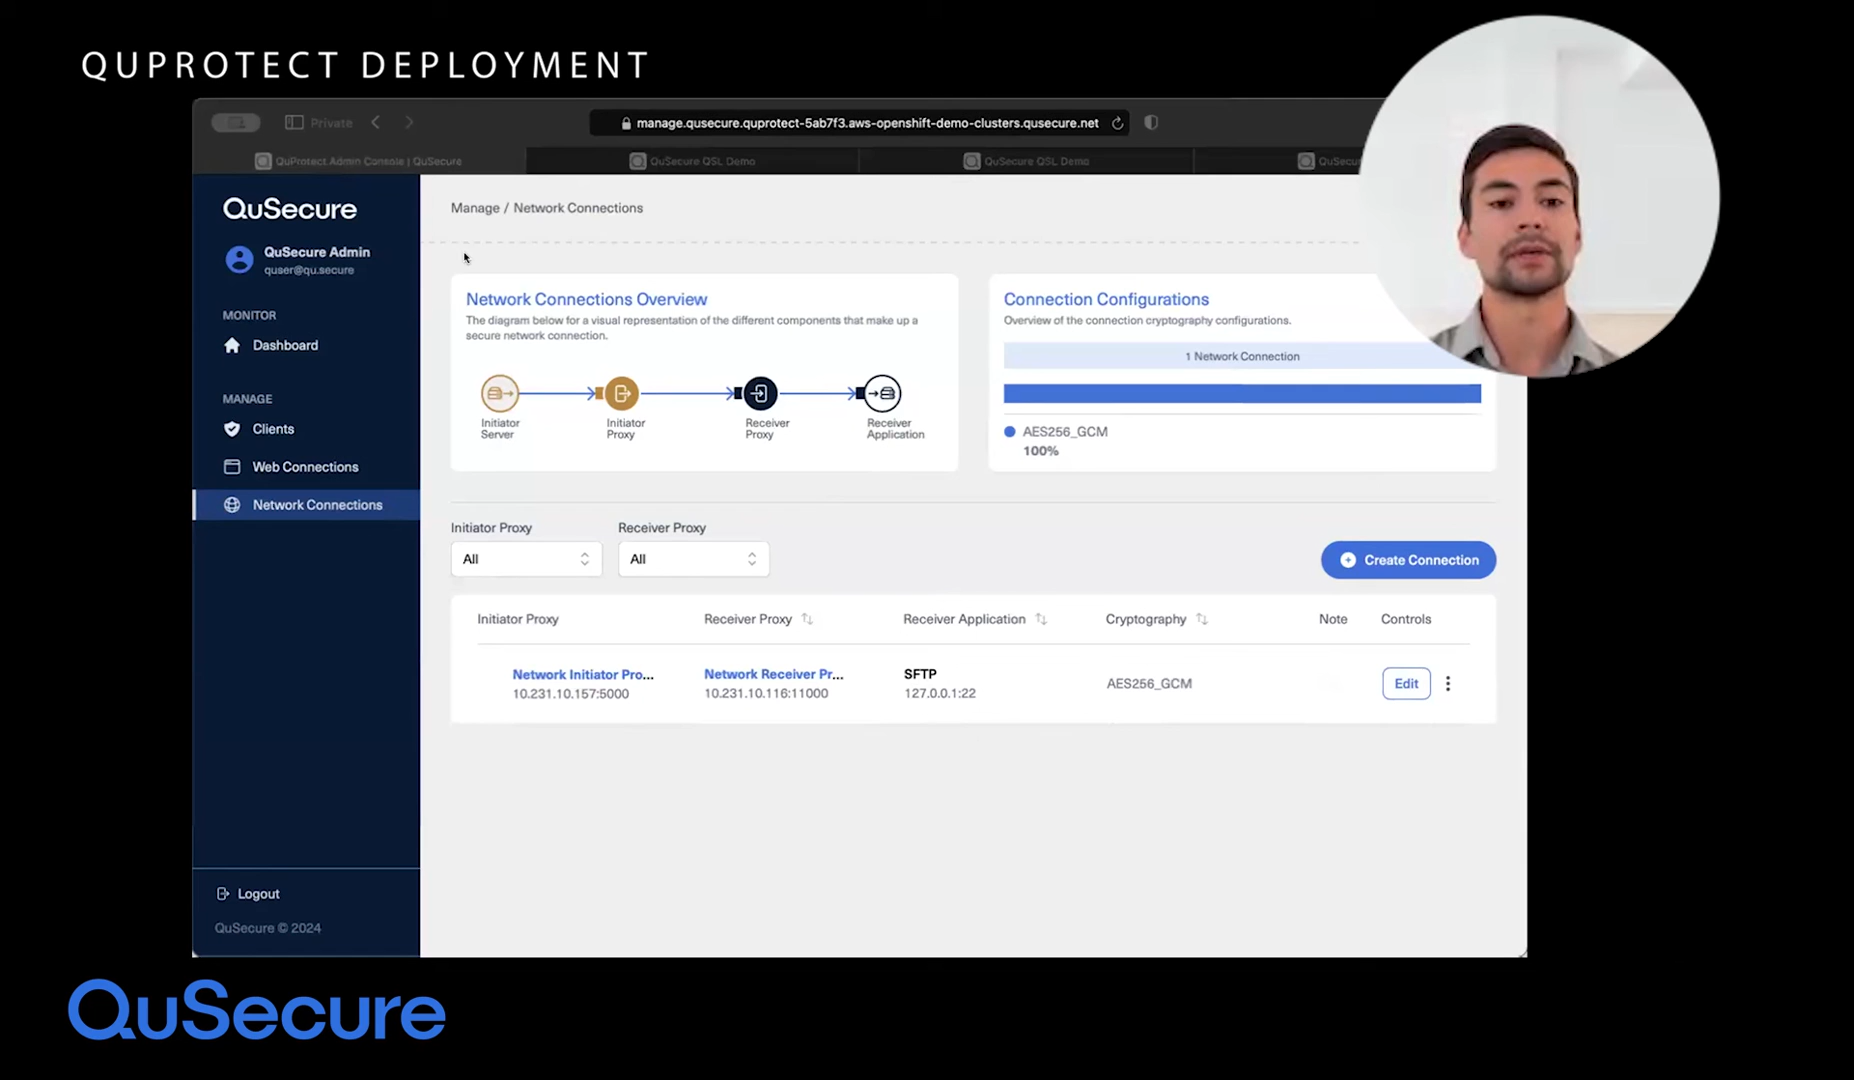 QUPROTECT DEPLOYMENT
Private
manage.qusecure.quprotect-5ab7f3.aws-openshift-demo-clusters.qusecure.net
QuProtect Admin Console | QuSecure
QuSecure QSL Demo
QuSecure QSL Demo
QuSecure
QuSecure Admin
quser@qu.secure
MONITOR
Dashboard
MANAGE
Clients
Web Connections
Network Connections
Logout
QuSecure © 2024
Manage / Network Connections
Network Connections Overview
The diagram below for a visual representation of the different components that make up a
secure network connection.
Initiator
Server
Initiator
Proxy
Receiver
Proxy
Receiver
Application
Connection Configurations
Overview of the connection cryptography configurations.
1 Network Connection
AES256_GCM
100%
Initiator Proxy
Receiver Proxy
All
All
Create Connection
Initiator Proxy
Receiver Proxy
Receiver Application
Cryptography
Note
Controls
Network Initiator Pro...
Network Receiver Pr...
SFTP
AES256_GCM
Edit
10.231.10.157:5000
10.231.10.116:11000
127.0.0.1:22
QuSecure